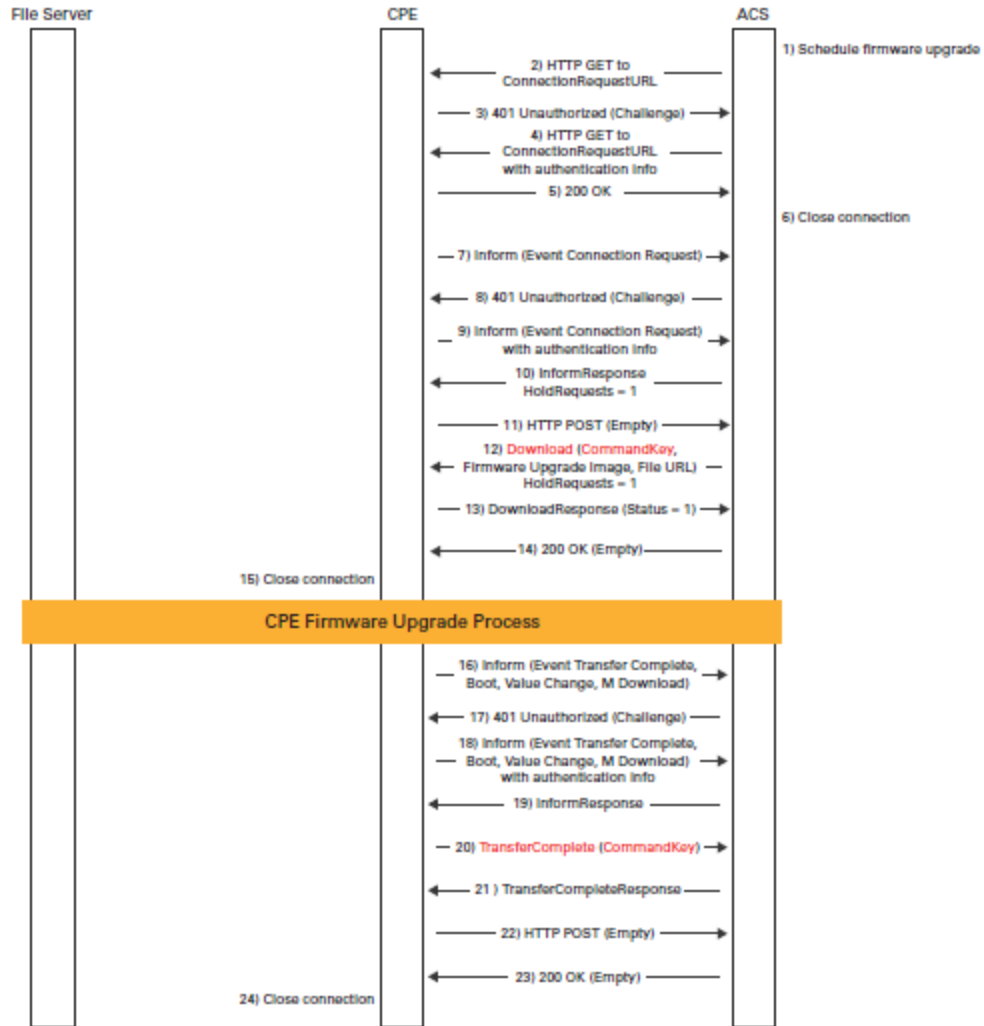 File Server
CPE
ACS
1) Schedule firmware upgrade
2) HTTP GET to
ConnectionRequestURL
3) 401 Unauthorized (Challenge)
4) HTTP GET to
ConnectionRequestURL
with authentication info
5) 200 OK
6) Close connection
7) Inform (Event Connection Request)
8) 401 Unauthorized (Challenge)
9) Inform (Event Connection Request)
with authentication info
10) InformResponse
HoldRequests = 1
11) HTTP POST (Empty)
12) Download (CommandKey,
Firmware Upgrade Image, File URL)
HoldRequests = 1
13) DownloadResponse (Status = 1)
14) 200 OK (Empty)
15) Close connection
CPE Firmware Upgrade Process
16) Inform (Event Transfer Complete,
Boot, Value Change, M Download)
17) 401 Unauthorized (Challenge)
18) Inform (Event Transfer Complete,
Boot, Value Change, M Download)
with authentication info
19) InformResponse
20) TransferComplete (CommandKey)
21 ) TransferCompleteResponse
22) HTTP POST (Empty)
23) 200 OK (Empty)
24) Close connection